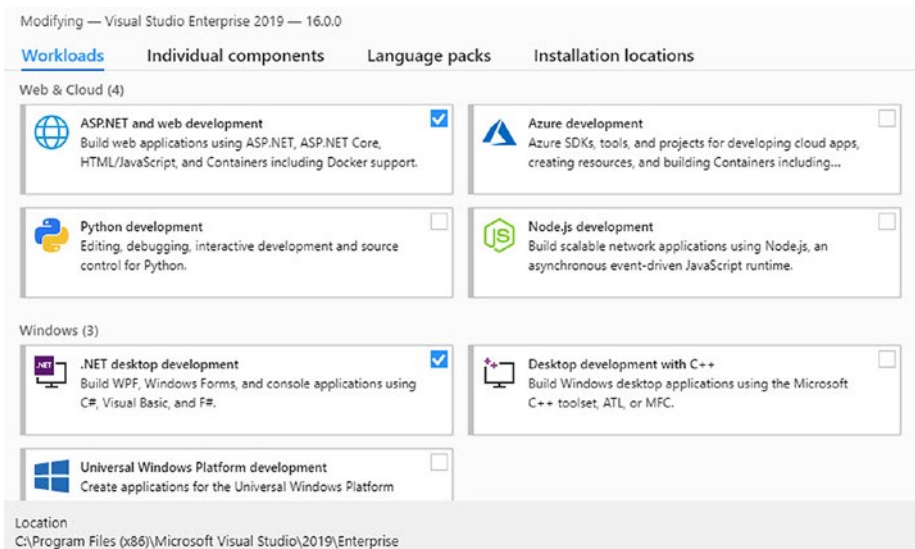 Modifying — Visual Studio Enterprise 2019 — 16.0.0
Workloads Individual components Language packs Installation locations
Web & Cloud (4)
ASP.NET and web development
Build web applications using ASP.NET, ASP.NET Core,
HTML/JavaScript, and Containers including Docker support.
Azure development
Azure SDKs, tools, and projects for developing cloud apps,
creating resources, and building Containers including...
Python development
Editing, debugging, interactive development and source
control for Python.
JS
Node.js development
Build scalable network applications using Node.js, an
asynchronous event-driven JavaScript runtime.
Windows (3)
.NET
.NET desktop development
Build WPF, Windows Forms, and console applications using
C#, Visual Basic, and F#.
Desktop development with C++
Build Windows desktop applications using the Microsoft
C++ toolset, ATL, or MFC.
Universal Windows Platform development
Create applications for the Universal Windows Platform
Location
C:\Program Files (x86)\Microsoft Visual Studio\2019\Enterprise